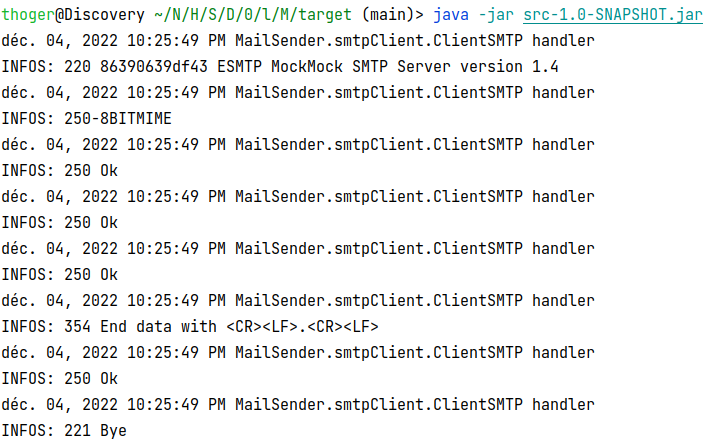 thoger@Discovery ~/N/H/S/D/0/l/M/target (main)> java -jar src-1.0-SNAPSHOT.jar
déc. 04, 2022 10:25:49 PM MailSender.smtpClient.ClientSMTP handler
INFOS: 220 86390639df43 ESMTP MockMock SMTP Server version 1.4
déc. 04, 2022 10:25:49 PM MailSender.smtpClient.ClientSMTP handler
INFOS: 250-8BITMIME
déc. 04, 2022 10:25:49 PM MailSender.smtpClient.ClientSMTP handler
INFOS: 250 Ok
déc. 04, 2022 10:25:49 PM MailSender.smtpClient.ClientSMTP handler
INFOS: 250 Ok
déc. 04, 2022 10:25:49 PM MailSender.smtpClient.ClientSMTP handler
INFOS: 250 Ok
déc. 04, 2022 10:25:49 PM MailSender.smtpClient.ClientSMTP handler
INFOS: 354 End data with <CR><LF>.<CR><LF>
déc. 04, 2022 10:25:49 PM MailSender.smtpClient.ClientSMTP handler
INFOS: 250 Ok
déc. 04, 2022 10:25:49 PM MailSender.smtpClient.ClientSMTP handler
INFOS: 221 Bye